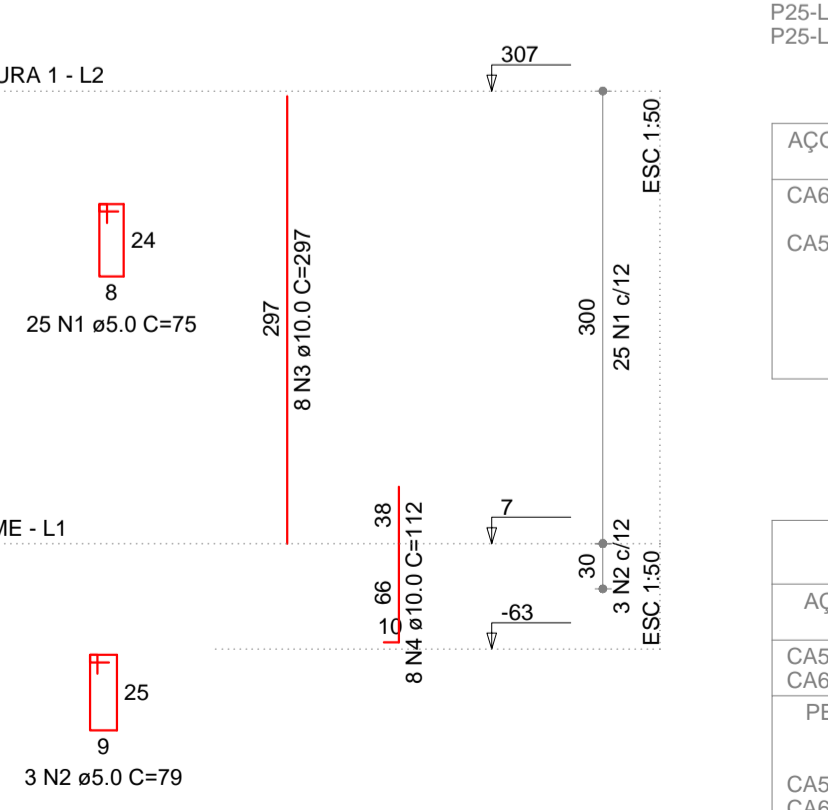 P25-L
P25-L
307
URA 1 - L2
ESC 1:50
AÇO
CA6
CA5
24
8
25 N1 ø5.0 C=75
297
8 N3 ø10.0 C=297
300
25 N1 c/12
ME - L1
38
66
10
8 N4 ø10.0 C=112
7
30
3 N2 c/12
ESC 1:50
-63
AÇ
CA5
CA6
PE
CA5
CA6
25
9
3 N2 ø5.0 C=79